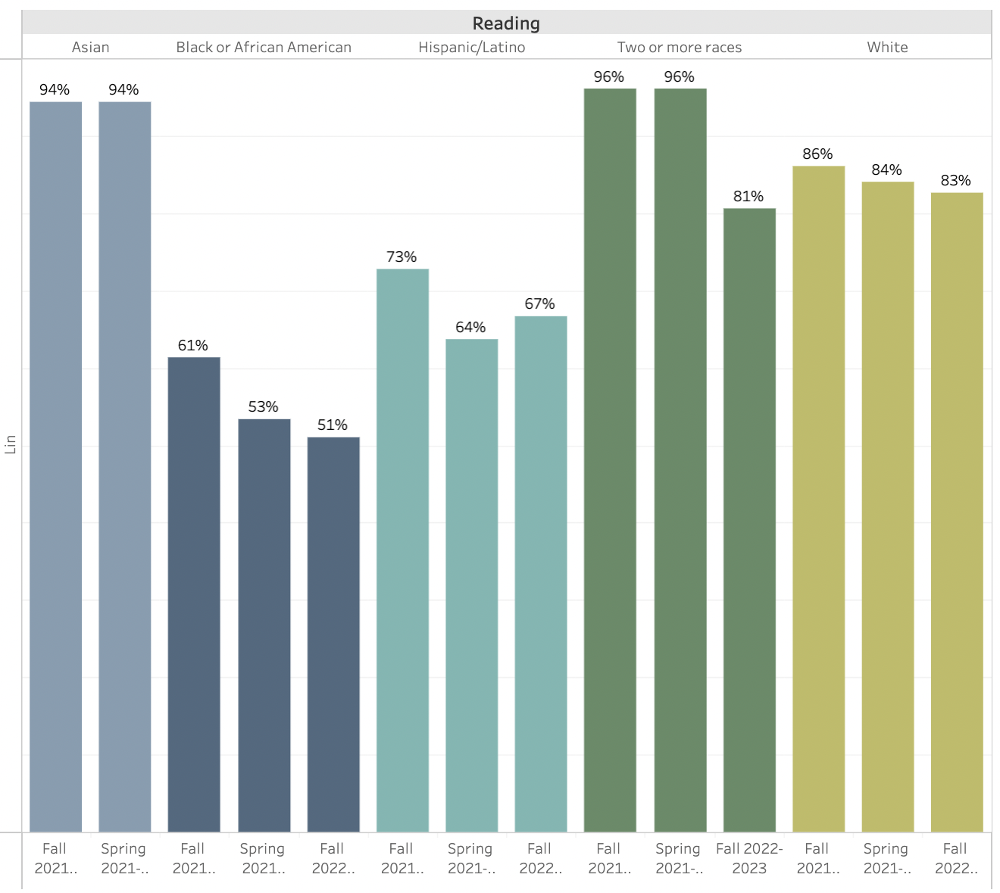 Reading
Asian Black or African American Hispanic/Latino Two or more races White
96% 96%
94% 94%
86%
84%
83%
81%
73%
67%
64%
61%
53%
51%
Lin
Fall Spring Fall Spring Fall Fall Spring Fall Fall Spring Fall 2022- Fall Spring Fall
2021.. 2021-.. 2021.. 2021.. 2022.. 2021.. 2021-.. 2022.. 2021.. 2021-.. 2023 2021.. 2021-.. 2022..